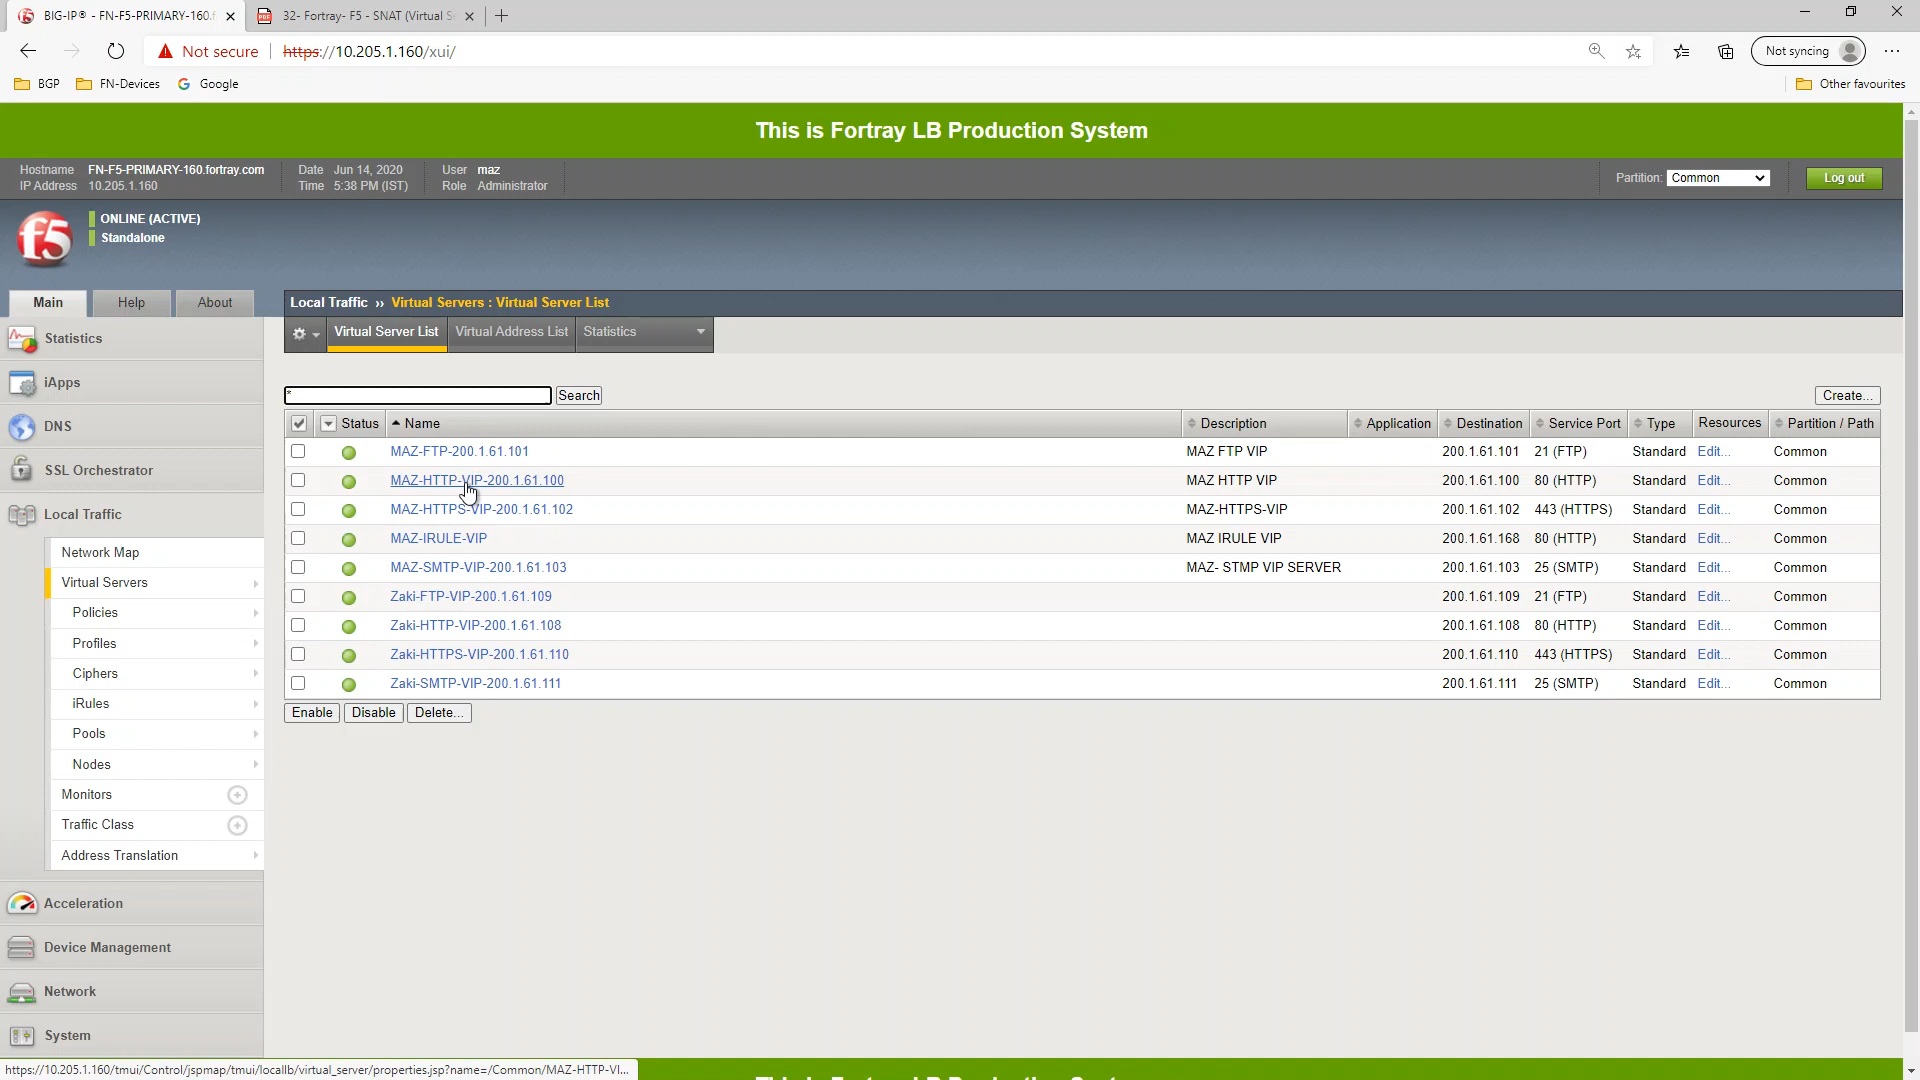 BIG-IP® - FN-F5-PRIMARY-160.f
32- Fortray- F5 - SNAT (Virtual Se
Not secure
https://10.205.1.160/xui/
Not syncing
BGP
FN-Devices
Google
Other favourites
This is Fortray LB Production System
Hostname FN-F5-PRIMARY-160.fortray.com
Date Jun 14, 2020
User maz
IP Address 10.205.1.160
Time 5:38 PM (IST)
Role Administrator
Partition: Common
Log out
f5
ONLINE (ACTIVE)
Standalone
Main
Help
About
Local Traffic ›› Virtual Servers : Virtual Server List
Virtual Server List
Virtual Address List
Statistics
Statistics
iApps
DNS
SSL Orchestrator
Local Traffic
Network Map
Virtual Servers
Policies
Profiles
Ciphers
iRules
Pools
Nodes
Monitors
Traffic Class
Address Translation
Acceleration
Device Management
Network
System
*
Search
Create...
Status Name Description Application Destination Service Port Type Resources Partition / Path
MAZ-FTP-200.1.61.101 MAZ FTP VIP 200.1.61.101 21 (FTP) Standard Edit... Common
MAZ-HTTP-VIP-200.1.61.100 MAZ HTTP VIP 200.1.61.100 80 (HTTP) Standard Edit... Common
MAZ-HTTPS-VIP-200.1.61.102 MAZ-HTTPS-VIP 200.1.61.102 443 (HTTPS) Standard Edit... Common
MAZ-IRULE-VIP MAZ IRULE VIP 200.1.61.168 80 (HTTP) Standard Edit... Common
MAZ-SMTP-VIP-200.1.61.103 MAZ- STMP VIP SERVER 200.1.61.103 25 (SMTP) Standard Edit... Common
Zaki-FTP-VIP-200.1.61.109 200.1.61.109 21 (FTP) Standard Edit... Common
Zaki-HTTP-VIP-200.1.61.108 200.1.61.108 80 (HTTP) Standard Edit... Common
Zaki-HTTPS-VIP-200.1.61.110 200.1.61.110 443 (HTTPS) Standard Edit... Common
Zaki-SMTP-VIP-200.1.61.111 200.1.61.111 25 (SMTP) Standard Edit... Common
Enable
Disable
Delete...
https://10.205.1.160/tmui/Control/jspmap/tmui/locallb/virtual_server/properties.jsp?name=/Common/MAZ-HTTP-VI...